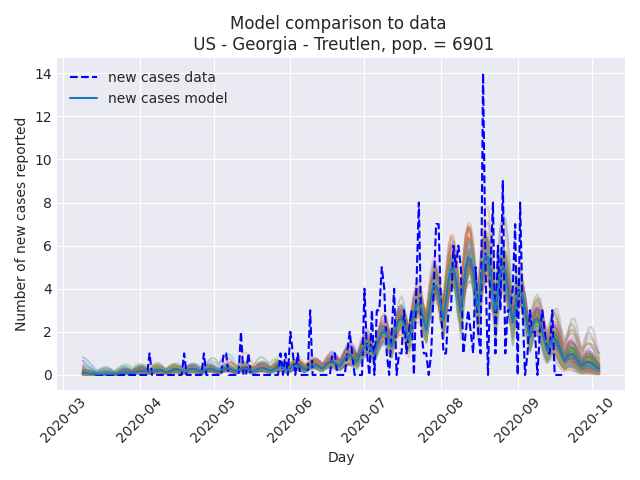 Model comparison to data
US - Georgia - Treutlen, pop. = 6901
new cases data
new cases model
Number of new cases reported
14
12
10
8
6
4
2
0
2020-03
2020-04
2020-05
2020-06
2020-07
2020-08
2020-09
2020-10
Day